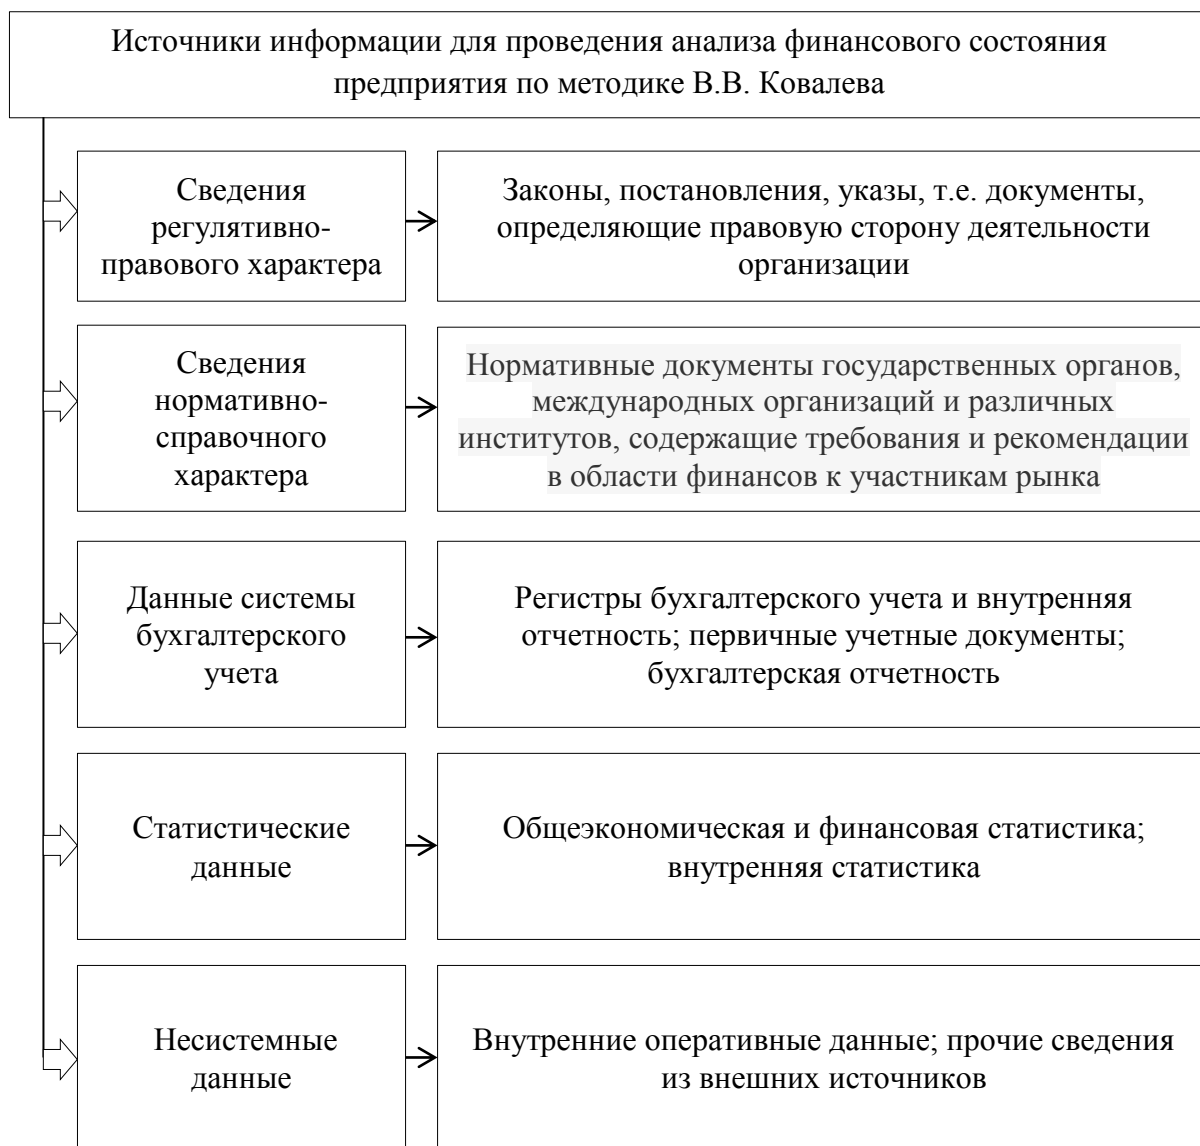 Источники информации для проведения анализа финансового состояния
предприятия по методике В.В. Ковалева
Сведения
регулятивно-
правового характера
Законы, постановления, указы, т.е. документы,
определяющие правовую сторону деятельности
организации
Сведения
нормативно-
справочного
характера
Нормативные документы государственных органов,
международных организаций и различных
институтов, содержащие требования и рекомендации
в области финансов к участникам рынка
Данные системы
бухгалтерского
учета
Регистры бухгалтерского учета и внутренняя
отчетность; первичные учетные документы;
бухгалтерская отчетность
Статистические
данные
Общеэкономическая и финансовая статистика;
внутренняя статистика
Несистемные
данные
Внутренние оперативные данные; прочие сведения
из внешних источников